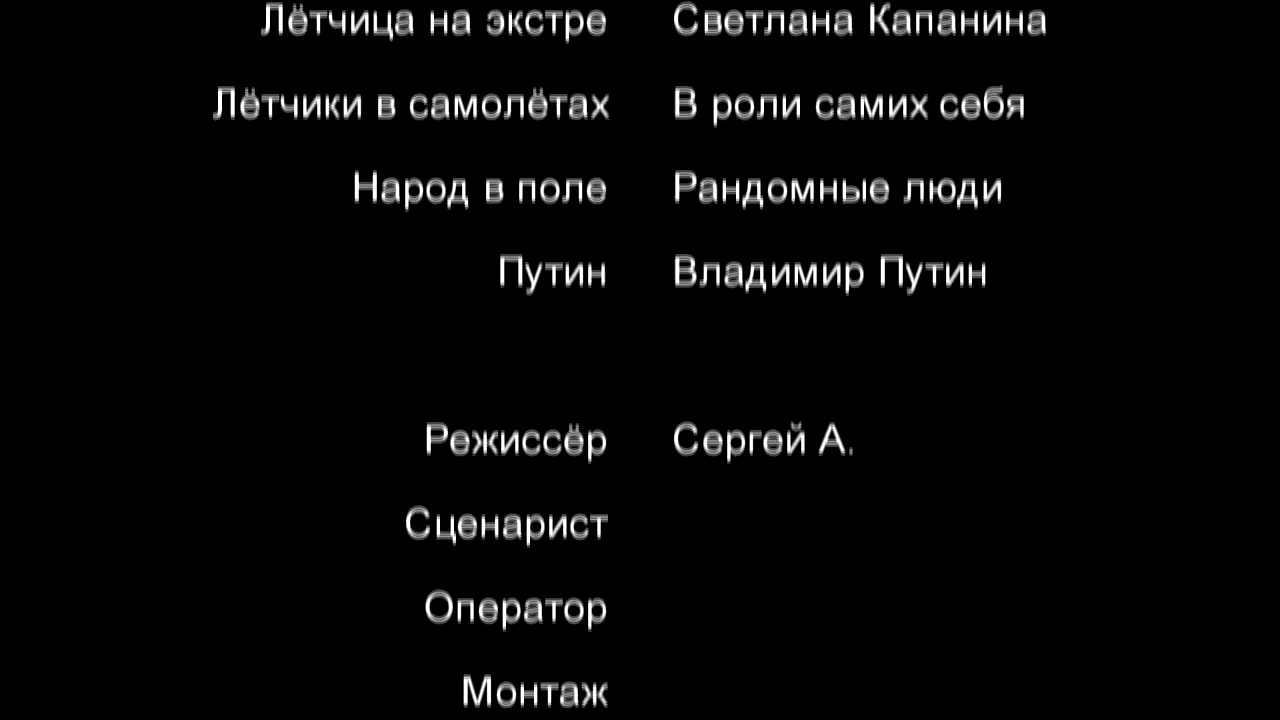 Лётчица на экстре Светлана Капанина
Лётчики в самолётах В роли самих себя
Народ в поле Рандомные люди
Путин Владимир Путин
Режиссёр Сергей А.
Сценарист
Оператор
Монтаж